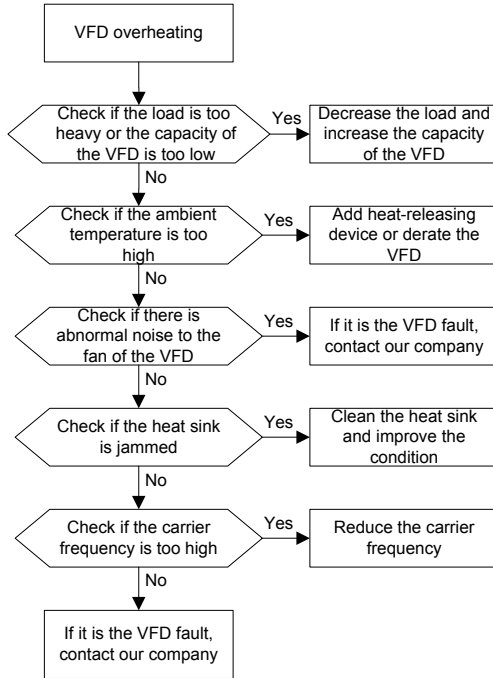 VFD overheating
Check if the load is too
heavy or the capacity of
the VFD is too low
Yes
Decrease the load and
increase the capacity
of the VFD
No
Check if the ambient
temperature is too
high
Yes
Add heat-releasing
device or derate the
VFD
No
Check if there is
abnormal noise to the
fan of the VFD
Yes
If it is the VFD fault,
contact our company
No
Check if the heat sink
is jammed
Yes
Clean the heat sink
and improve the
condition
No
Check if the carrier
frequency is too high
Yes
Reduce the carrier
frequency
No
If it is the VFD fault,
contact our company